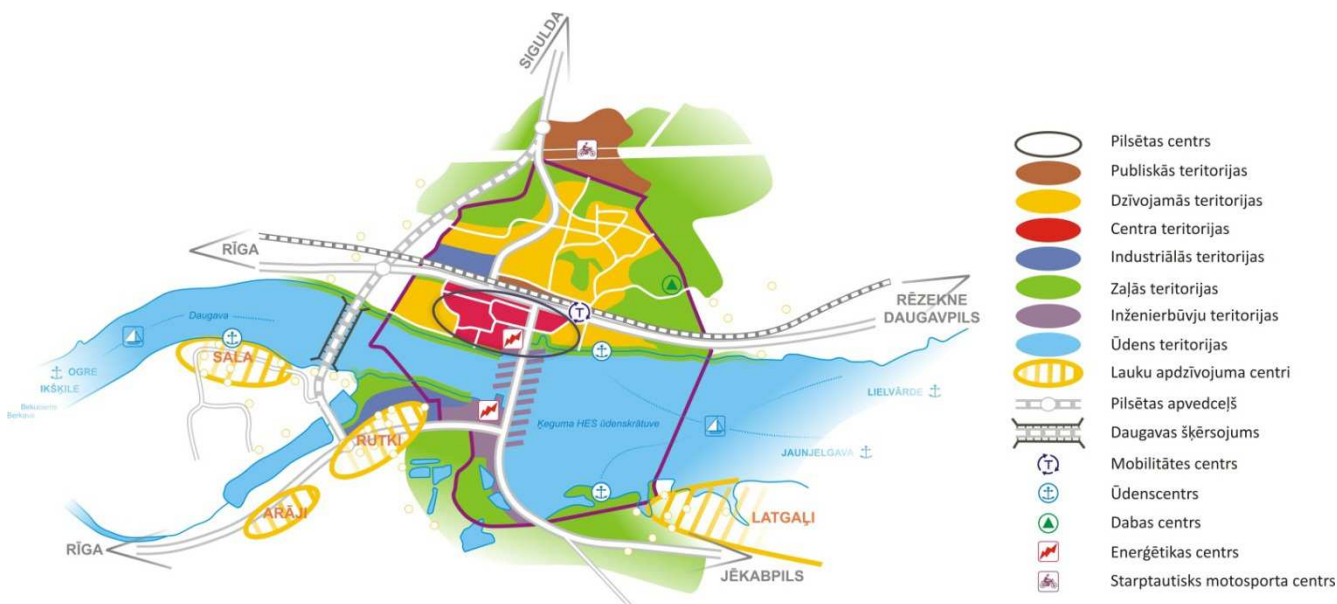 SIGULDA
RĪGA
RĒZEKNE
DAUGAVPILS
Daugava
SALA
OGRE
IKŠĶILE
LIELVĀRDE
RUTKI
Ķeguma HES ūdenskrātuve
JAUNJELGAVA
ARĀJI
LATGAĻI
RĪGA
JĒKABPILS
T
Pilsētas centrs
Publiskās teritorijas
Dzīvojamās teritorijas
Centra teritorijas
Industriālās teritorijas
Zaļās teritorijas
Inženierbūvju teritorijas
Ūdens teritorijas
Lauku apdzīvojuma centri
Pilsētas apvedceļš
Daugavas šķērsojums
T
Mobilitātes centrs
Ūdenscentrs
Dabas centrs
Enerģētikas centrs
Starptautisks motosporta centrs